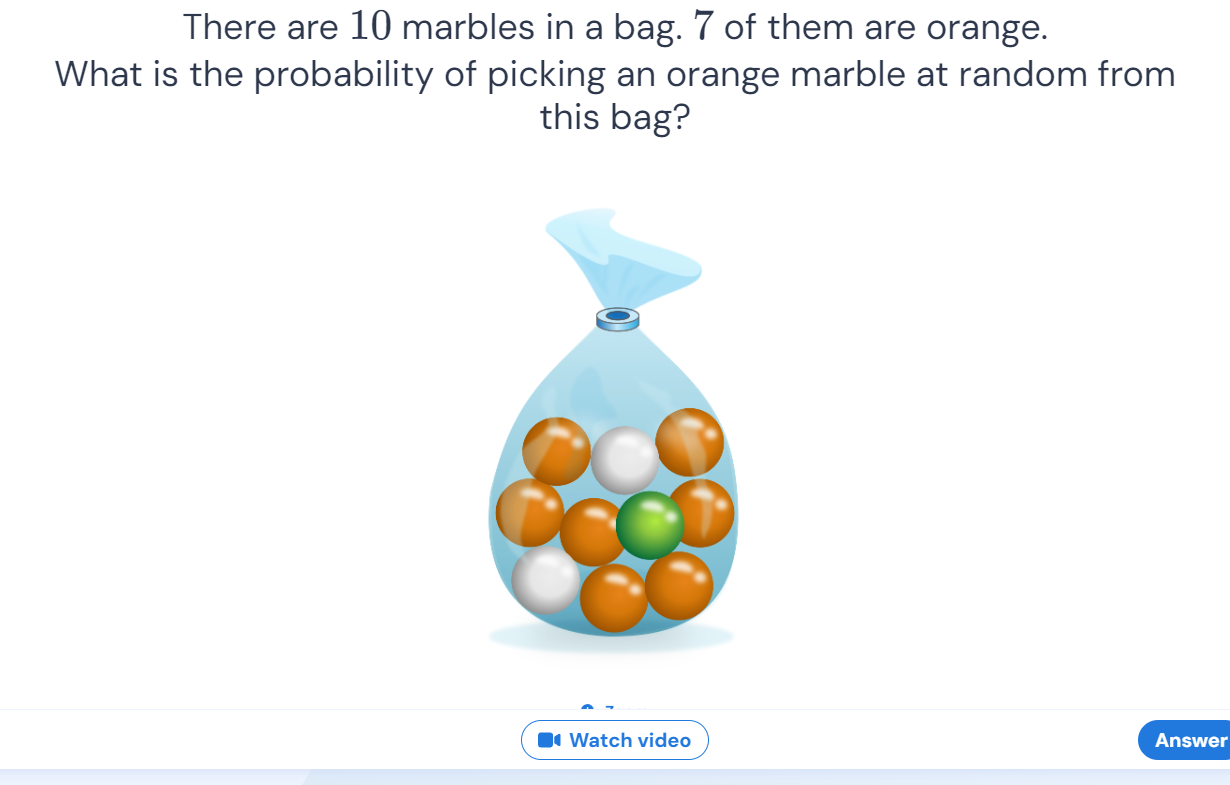 There are 10 marbles in a bag. 7 of them are orange.
What is the probability of picking an orange marble at random from
this bag?
Watch video
Answer